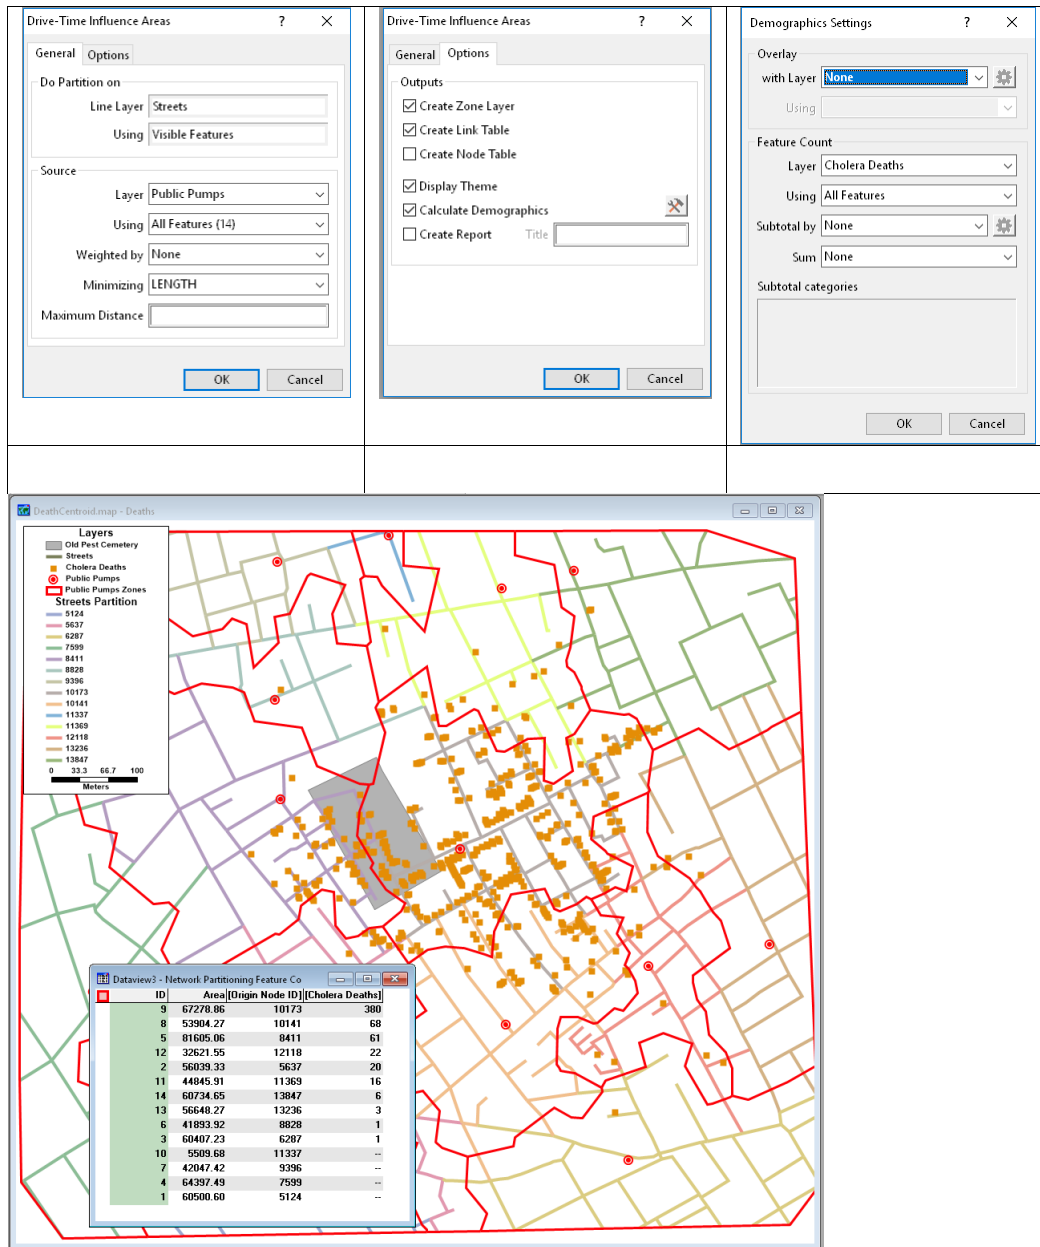 Drive-Time Influence Areas ?
General Options
Do Partition on
Line Layer Streets
Using Visible Features
Source
Layer Public Pumps
Using All Features (14)
Weighted by None
Minimizing LENGTH
Maximum Distance
OK Cancel
Drive-Time Influence Areas ?
General Options
Outputs
Create Zone Layer
Create Link Table
Create Node Table
Display Theme
Calculate Demographics
Create Report Title
OK Cancel
Demographics Settings ?
Overlay
with Layer None
Using
Feature Count
Layer Cholera Deaths
Using All Features
Subtotal by None
Sum None
Subtotal categories
OK Cancel
DeathCentroid.map - Deaths
Layers
Old Pest Cemetery
Streets
Cholera Deaths
Public Pumps
Public Pumps Zones
Streets Partition
5124
5637
6287
7599
8411
8828
9396
10173
10141
11337
11369
12118
13236
13847
0 33.3 66.7 100
Meters
Dataview3 - Network Partitioning Feature Co
ID Area [Origin Node ID] [Cholera Deaths]
9 67278.86 10173 380
8 53904.27 10141 68
5 81605.06 8411 61
12 32621.55 12118 22
2 56039.33 5637 20
11 44845.91 11369 16
14 60734.65 13847 6
13 56648.27 13236 3
6 41893.92 8828 1
3 60407.23 6287 1
10 5509.68 11337 --
7 42047.42 9396 --
4 64397.49 7599 --
1 60500.60 5124 --